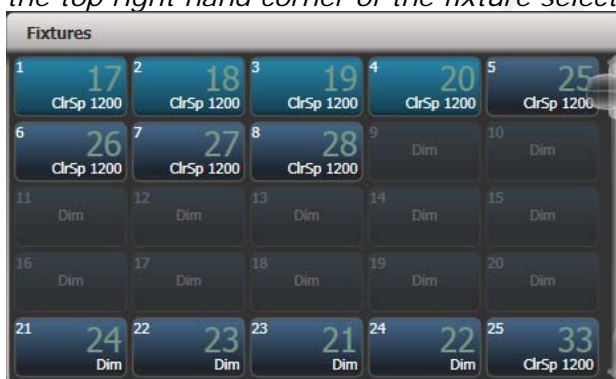 the top right hand corner of the fixture select
Fixtures
1 17 2 18 3 19 4 20 5 25
ClrSp 1200 ClrSp 1200 ClrSp 1200 ClrSp 1200 ClrSp 1200
6 26 7 27 8 28 9 10
ClrSp 1200 ClrSp 1200 ClrSp 1200 Dim Dim
11 12 13 14 15
Dim Dim Dim Dim Dim
16 17 18 19 20
Dim Dim Dim Dim Dim
21 24 22 23 23 21 24 22 25 33
Dim Dim Dim Dim ClrSp 1200